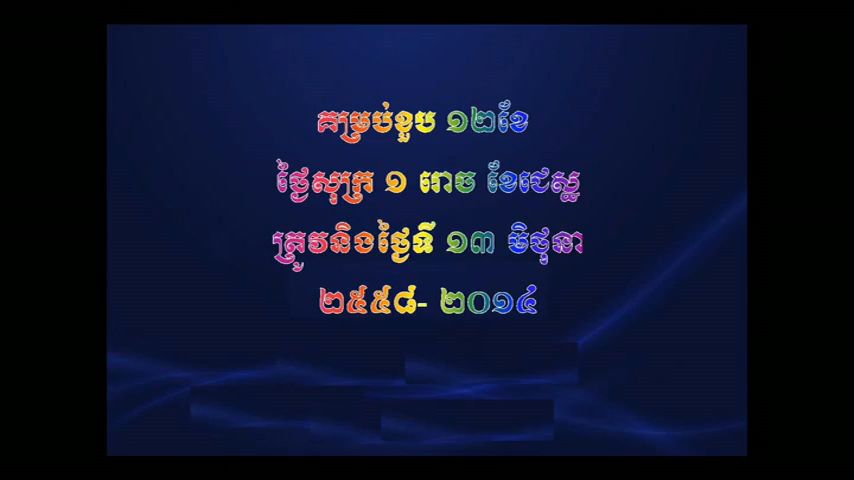 គម្រប់ខួប ១២ខែ
ថ្ងៃសុក្រ ១ រោច ខែជេស្ឋ
ត្រូវនិងថ្ងៃទី ១៣ មិថុនា
២៥៥៨- ២០១៤